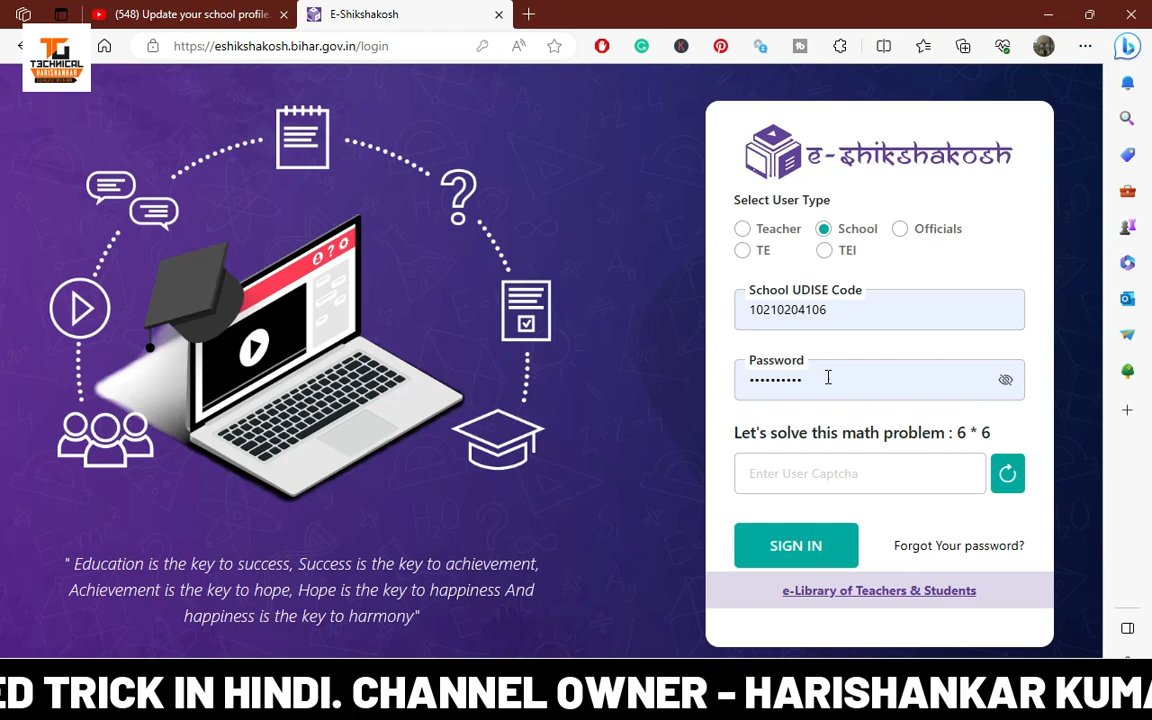 (548) Update your school profile
E-Shikshakosh
https://eshikshakosh.bihar.gov.in/login
TG
TECHNICAL
HARISHANKAR
e-shikshakosh
Select User Type
Teacher
School
Officials
TE
TEI
School UDISE Code
10210204106
Password
••••••••••
Let's solve this math problem : 6 * 6
Enter User Captcha
SIGN IN
Forgot Your password?
e-Library of Teachers & Students
" Education is the key to success, Success is the key to achievement,
Achievement is the key to hope, Hope is the key to happiness And
happiness is the key to harmony"
ED TRICK IN HINDI. CHANNEL OWNER - HARISHANKAR KUMA